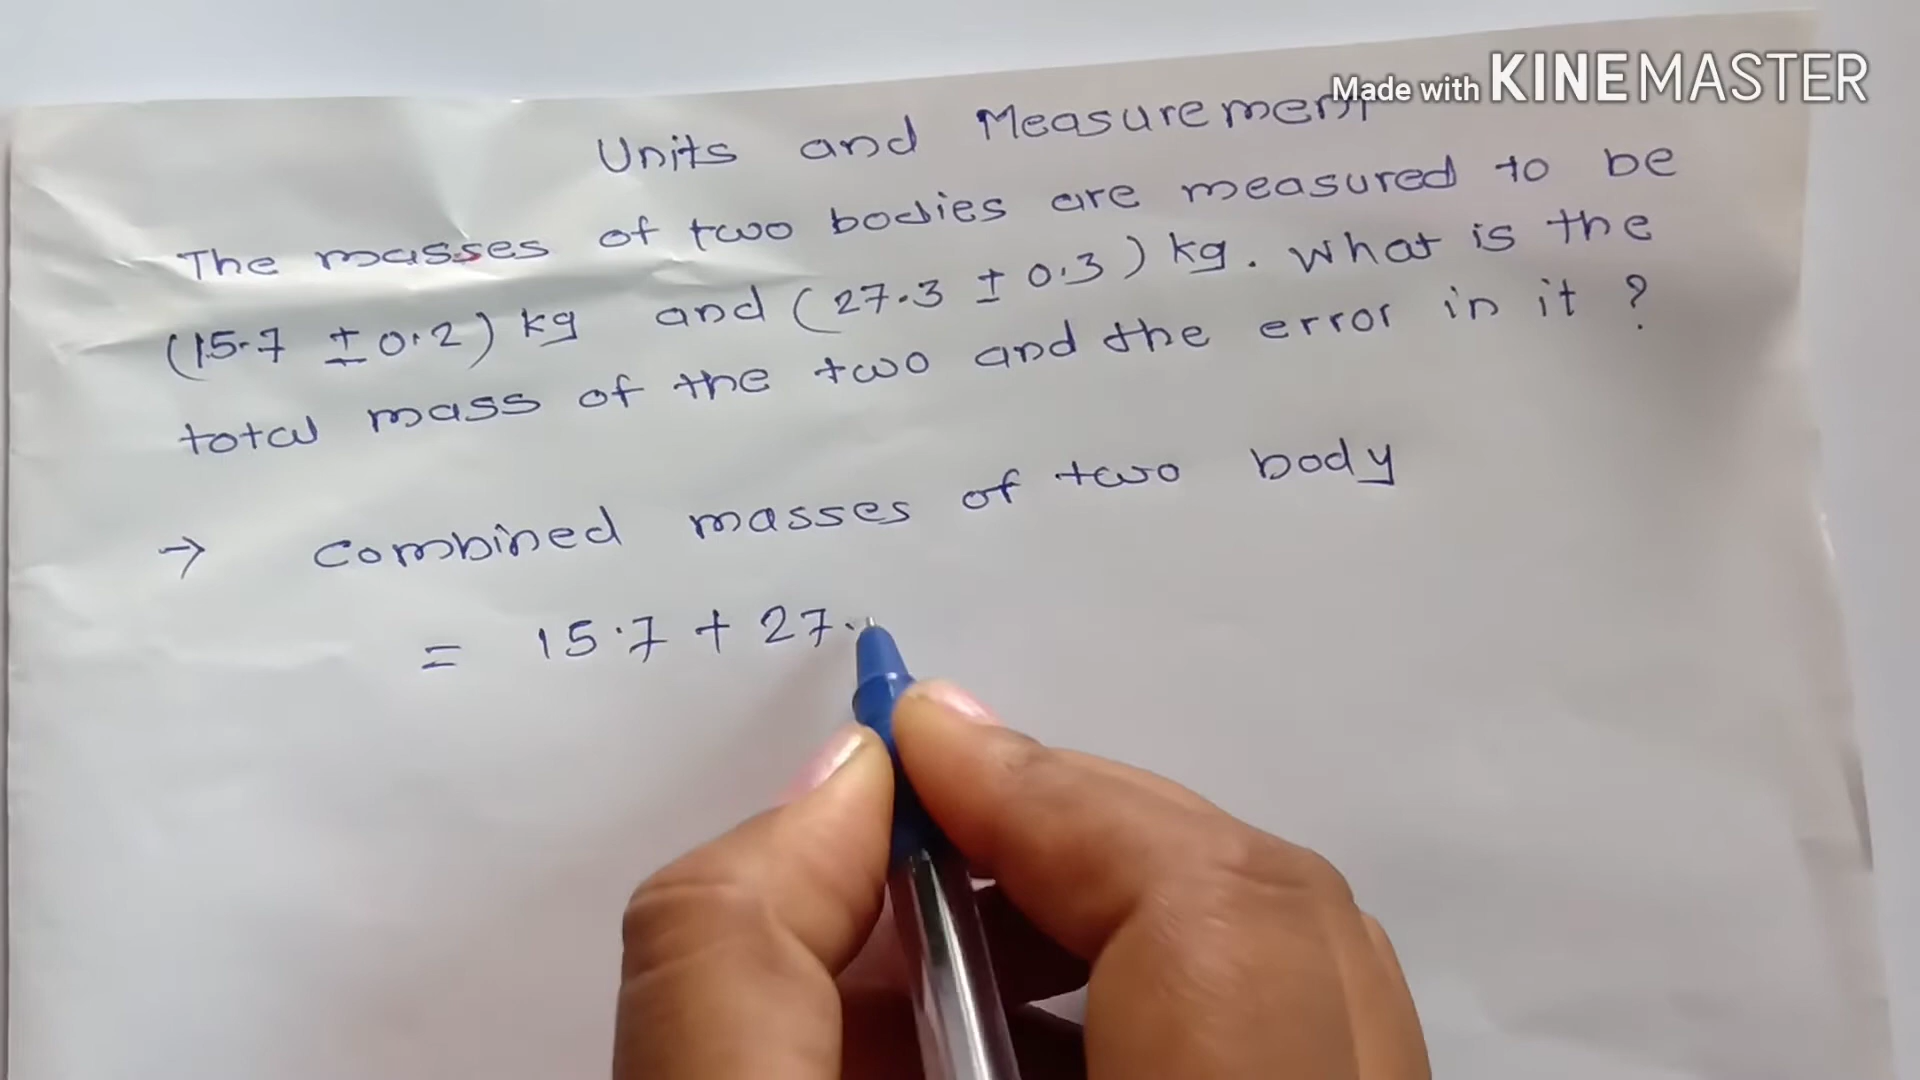 Made with KINEMASTER
Units and Measurement
The masses of two bodies are measured to be
(15.7 ± 0.2) kg and (27.3 ± 0.3) kg. What is the
total mass of the two and the error in it ?
→ Combined masses of two body
= 15.7 + 27.